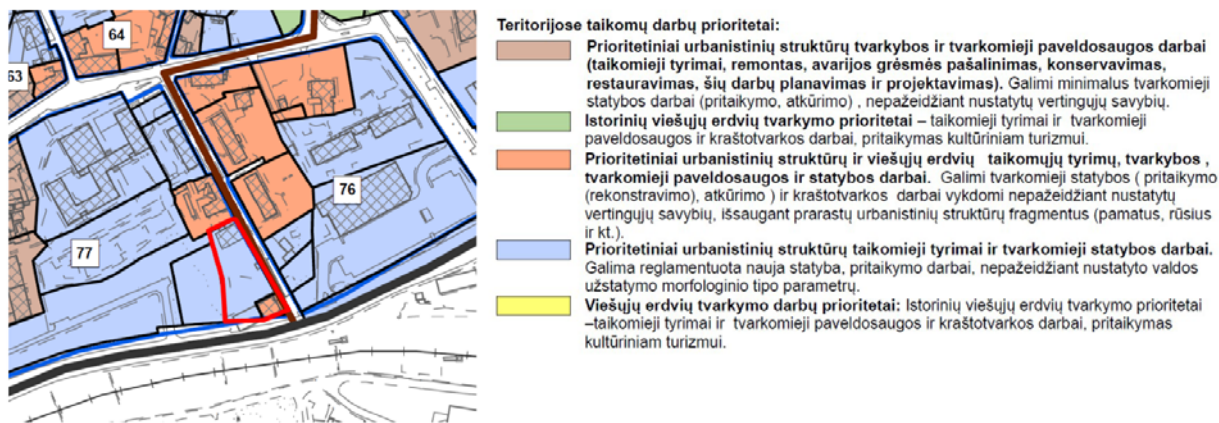 64
63
76
77
Teritorijose taikomų darbų prioritetai:
Prioritetiniai urbanistinių struktūrų tvarkybos ir tvarkomieji paveldosaugos darbai
(taikomieji tyrimai, remontas, avarijos grėsmės pašalinimas, konservavimas,
restauravimas, šių darbų planavimas ir projektavimas). Galimi minimalus tvarkomieji
statybos darbai (pritaikymo, atkūrimo) , nepažeidžiant nustatytų vertingųjų savybių.
Istorinių viešųjų erdvių tvarkymo prioritetai – taikomieji tyrimai ir tvarkomieji
paveldosaugos ir kraštotvarkos darbai, pritaikymas kultūriniam turizmui.
Prioritetiniai urbanistinių struktūrų ir viešųjų erdvių taikomųjų tyrimų, tvarkybos ,
tvarkomieji paveldosaugos ir statybos darbai. Galimi tvarkomieji statybos ( pritaikymo
(rekonstravimo), atkūrimo ) ir kraštotvarkos darbai vykdomi nepažeidžiant nustatytų
vertingųjų savybių, išsaugant prarastų urbanistinių struktūrų fragmentus (pamatus, rūsius
ir kt.).
Prioritetiniai urbanistinių struktūrų taikomieji tyrimai ir tvarkomieji statybos darbai.
Galima reglamentuota nauja statyba, pritaikymo darbai, nepažeidžiant nustatyto valdos
užstatymo morfologinio tipo parametrų.
Viešųjų erdvių tvarkymo darbų prioritetai: Istorinių viešųjų erdvių tvarkymo prioritetai
–taikomieji tyrimai ir tvarkomieji paveldosaugos ir kraštotvarkos darbai, pritaikymas
kultūriniam turizmui.